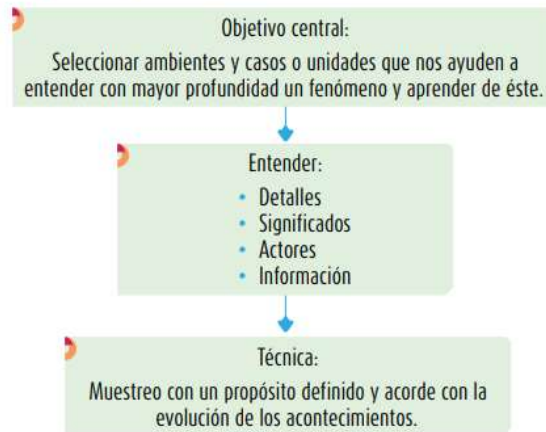 Objetivo central:
Seleccionar ambientes y casos o unidades que nos ayuden a
entender con mayor profundidad un fenómeno y aprender de éste.
Entender:
• Detalles
• Significados
• Actores
• Información
Técnica:
Muestreo con un propósito definido y acorde con la
evolución de los acontecimientos.